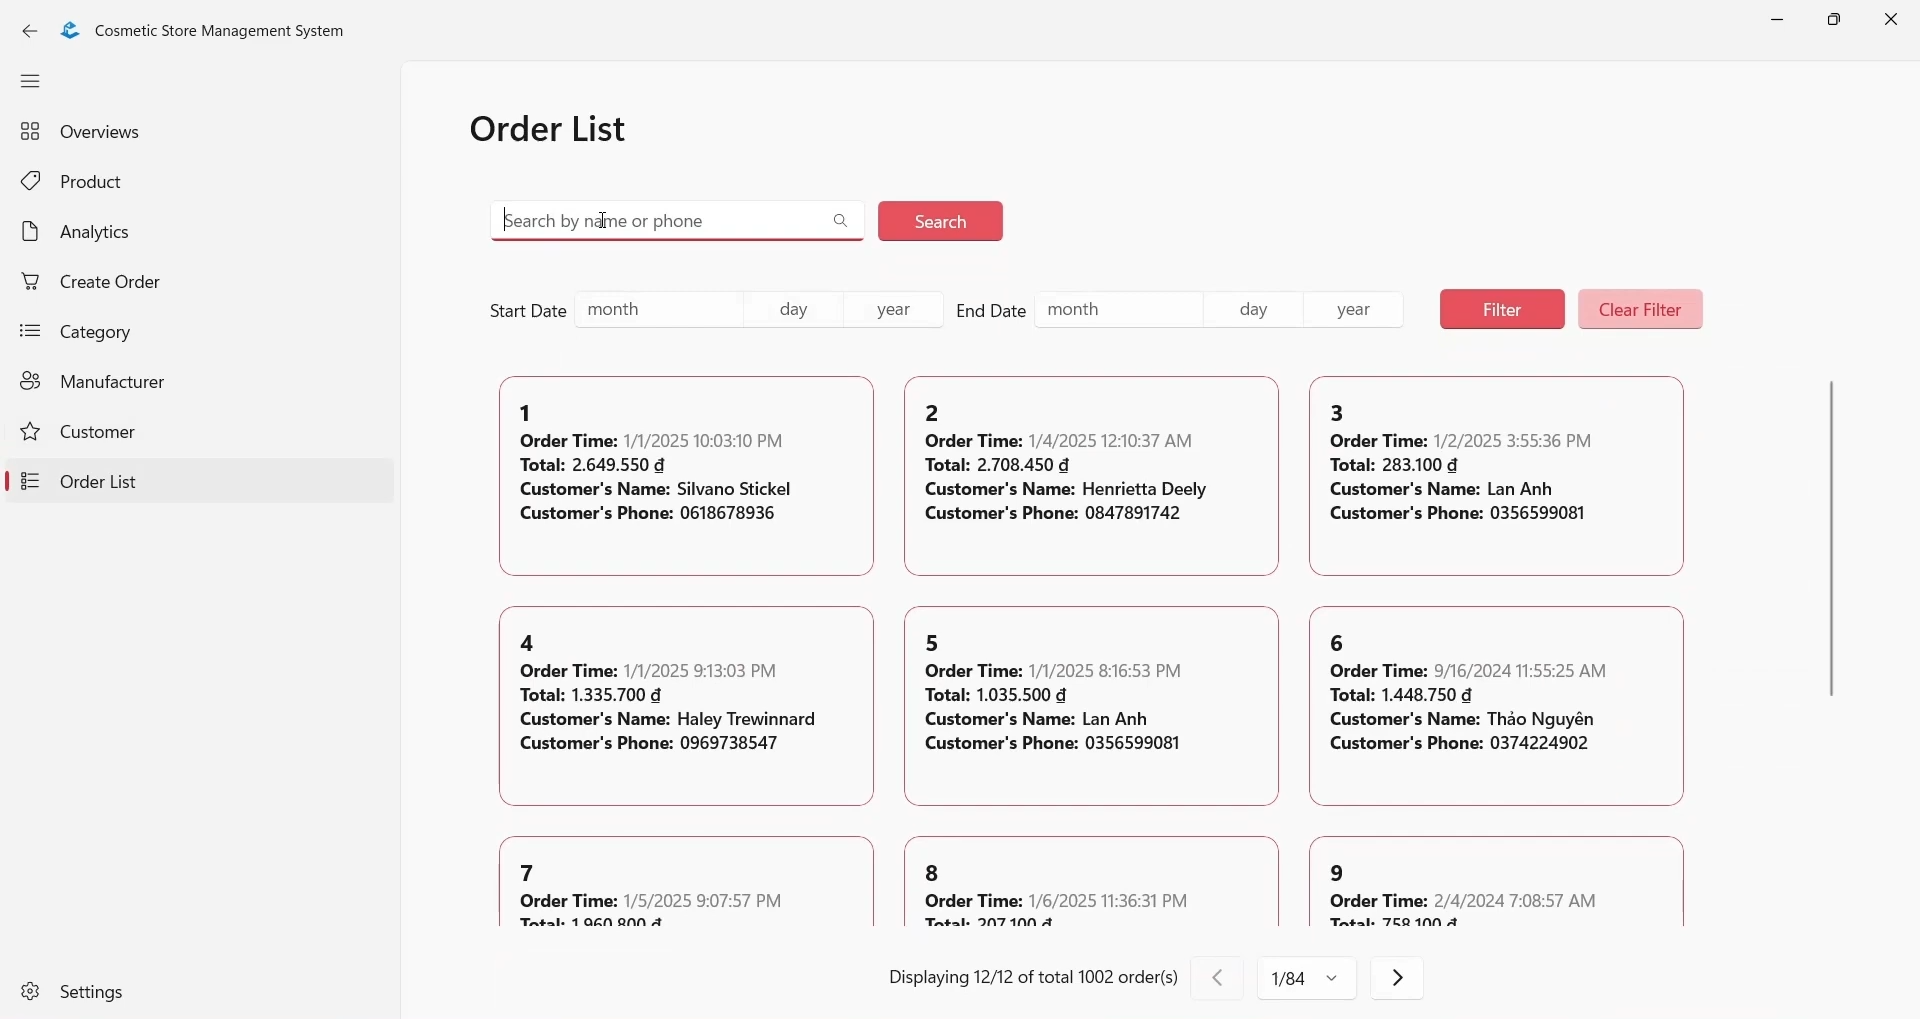 Cosmetic Store Management System
Overviews
Product
Analytics
Create Order
Category
Manufacturer
Customer
Order List
Settings
Order List
Search by name or phone
Search
Start Date month day year End Date month day year Filter Clear Filter
1
Order Time: 1/1/2025 10:03:10 PM
Total: 2.649.550 ₫
Customer's Name: Silvano Stickel
Customer's Phone: 0618678936
2
Order Time: 1/4/2025 12:10:37 AM
Total: 2.708.450 ₫
Customer's Name: Henrietta Deely
Customer's Phone: 0847891742
3
Order Time: 1/2/2025 3:55:36 PM
Total: 283.100 ₫
Customer's Name: Lan Anh
Customer's Phone: 0356599081
4
Order Time: 1/1/2025 9:13:03 PM
Total: 1.335.700 ₫
Customer's Name: Haley Trewinnard
Customer's Phone: 0969738547
5
Order Time: 1/1/2025 8:16:53 PM
Total: 1.035.500 ₫
Customer's Name: Lan Anh
Customer's Phone: 0356599081
6
Order Time: 9/16/2024 11:55:25 AM
Total: 1.448.750 ₫
Customer's Name: Thảo Nguyên
Customer's Phone: 0374224902
7
Order Time: 1/5/2025 9:07:57 PM
Total: 1.960.800 ₫
8
Order Time: 1/6/2025 11:36:31 PM
Total: 207.100 ₫
9
Order Time: 2/4/2024 7:08:57 AM
Total: 758.100 ₫
Displaying 12/12 of total 1002 order(s) 1/84